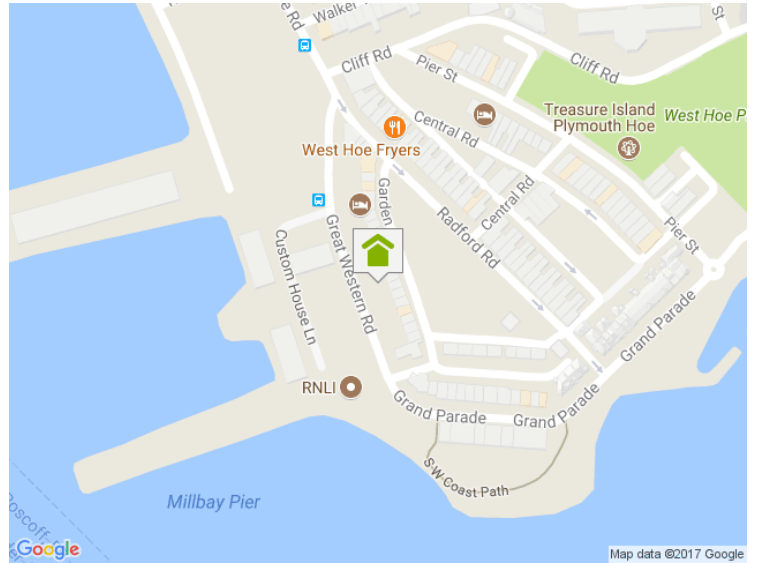 Walker
e Rd
St
Cliff Rd
Pier St
Cliff Rd
Treasure Island
Plymouth Hoe
West Hoe P
Central Rd
West Hoe Fryers
Garden
Central Rd
Radford Rd
Pier St
Great Western Rd
Custom House Ln
Grand Parade
RNLI
Grand Parade
Grand Parade
S W Coast Path
Millbay Pier
Roscoff
Google
Map data ©2017 Google